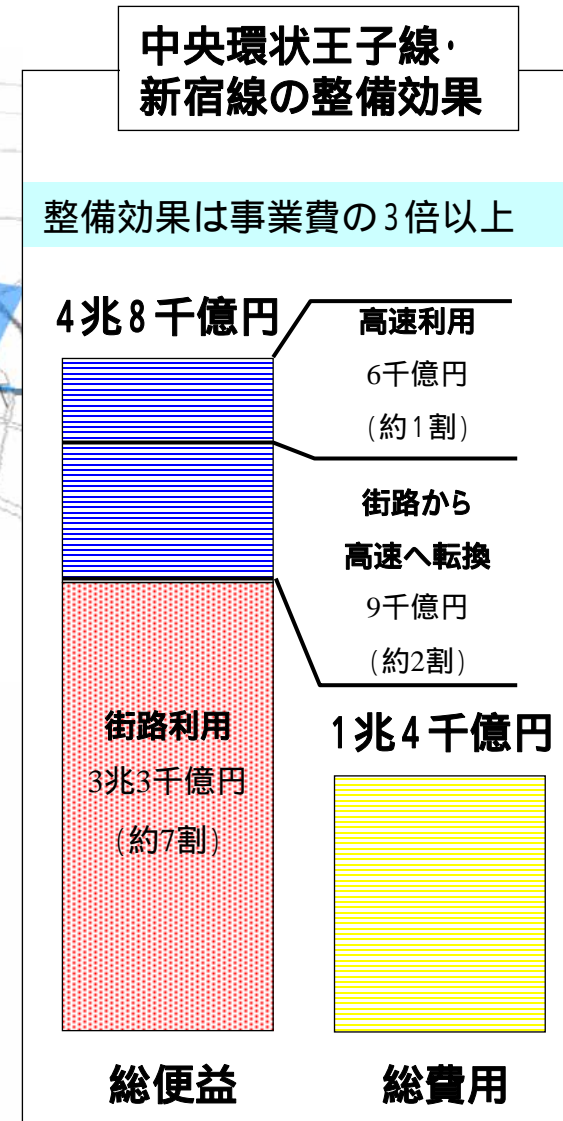 中央環状王子線・
新宿線の整備効果
整備効果は事業費の3倍以上
4兆8千億円
高速利用
6千億円
(約1割)
街路から
高速へ転換
9千億円
(約2割)
街路利用
3兆3千億円
(約7割)
1兆4千億円
総便益
総費用